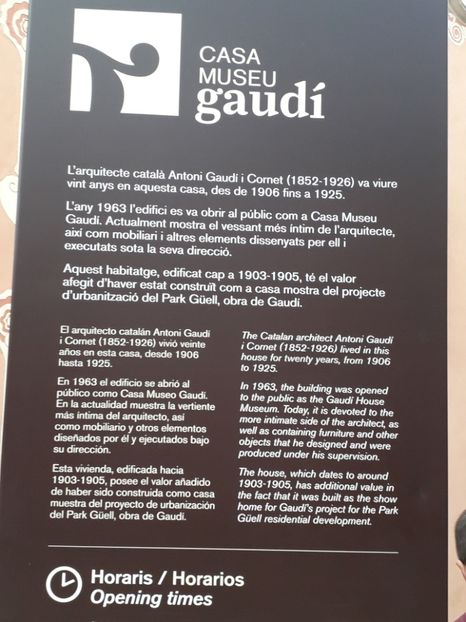 CASA
MUSEU
gaudí
L'arquitecte català Antoni Gaudí i Cornet (1852-1926) va viure
vint anys en aquesta casa, des de 1906 fins a 1925.
L'any 1963 l'edifici es va obrir al públic com a Casa Museu
Gaudí. Actualment mostra el vessant més íntim de l'arquitecte,
així com mobiliari i altres elements dissenyats per ell i
executats sota la seva direcció.
Aquest habitatge, edificat cap a 1903-1905, té el valor
afegit d'haver estat construït com a casa mostra del projecte
d'urbanització del Park Güell, obra de Gaudí.
El arquitecto catalán Antoni Gaudí
i Cornet (1852-1926) vivió veinte
años en esta casa, desde 1906
hasta 1925.
En 1963 el edificio se abrió al
público como Casa Museo Gaudí.
En la actualidad muestra la vertiente
más íntima del arquitecto, así
como mobiliario y otros elementos
diseñados por él y ejecutados bajo
su dirección.
Esta vivienda, edificada hacia
1903-1905, posee el valor añadido
de haber sido construida como casa
muestra del proyecto de urbanización
del Park Güell, obra de Gaudí.
The Catalan architect Antoni Gaudí
i Cornet (1852-1926) lived in this
house for twenty years, from 1906
to 1925.
In 1963, the building was opened
to the public as the Gaudí House
Museum. Today, it is devoted to the
more intimate side of the architect, as
well as containing furniture and other
objects that he designed and were
produced under his supervision.
The house, which dates to around
1903-1905, has additional value in
the fact that it was built as the show
home for Gaudí's project for the Park
Güell residential development.
Horaris / Horarios
Opening times